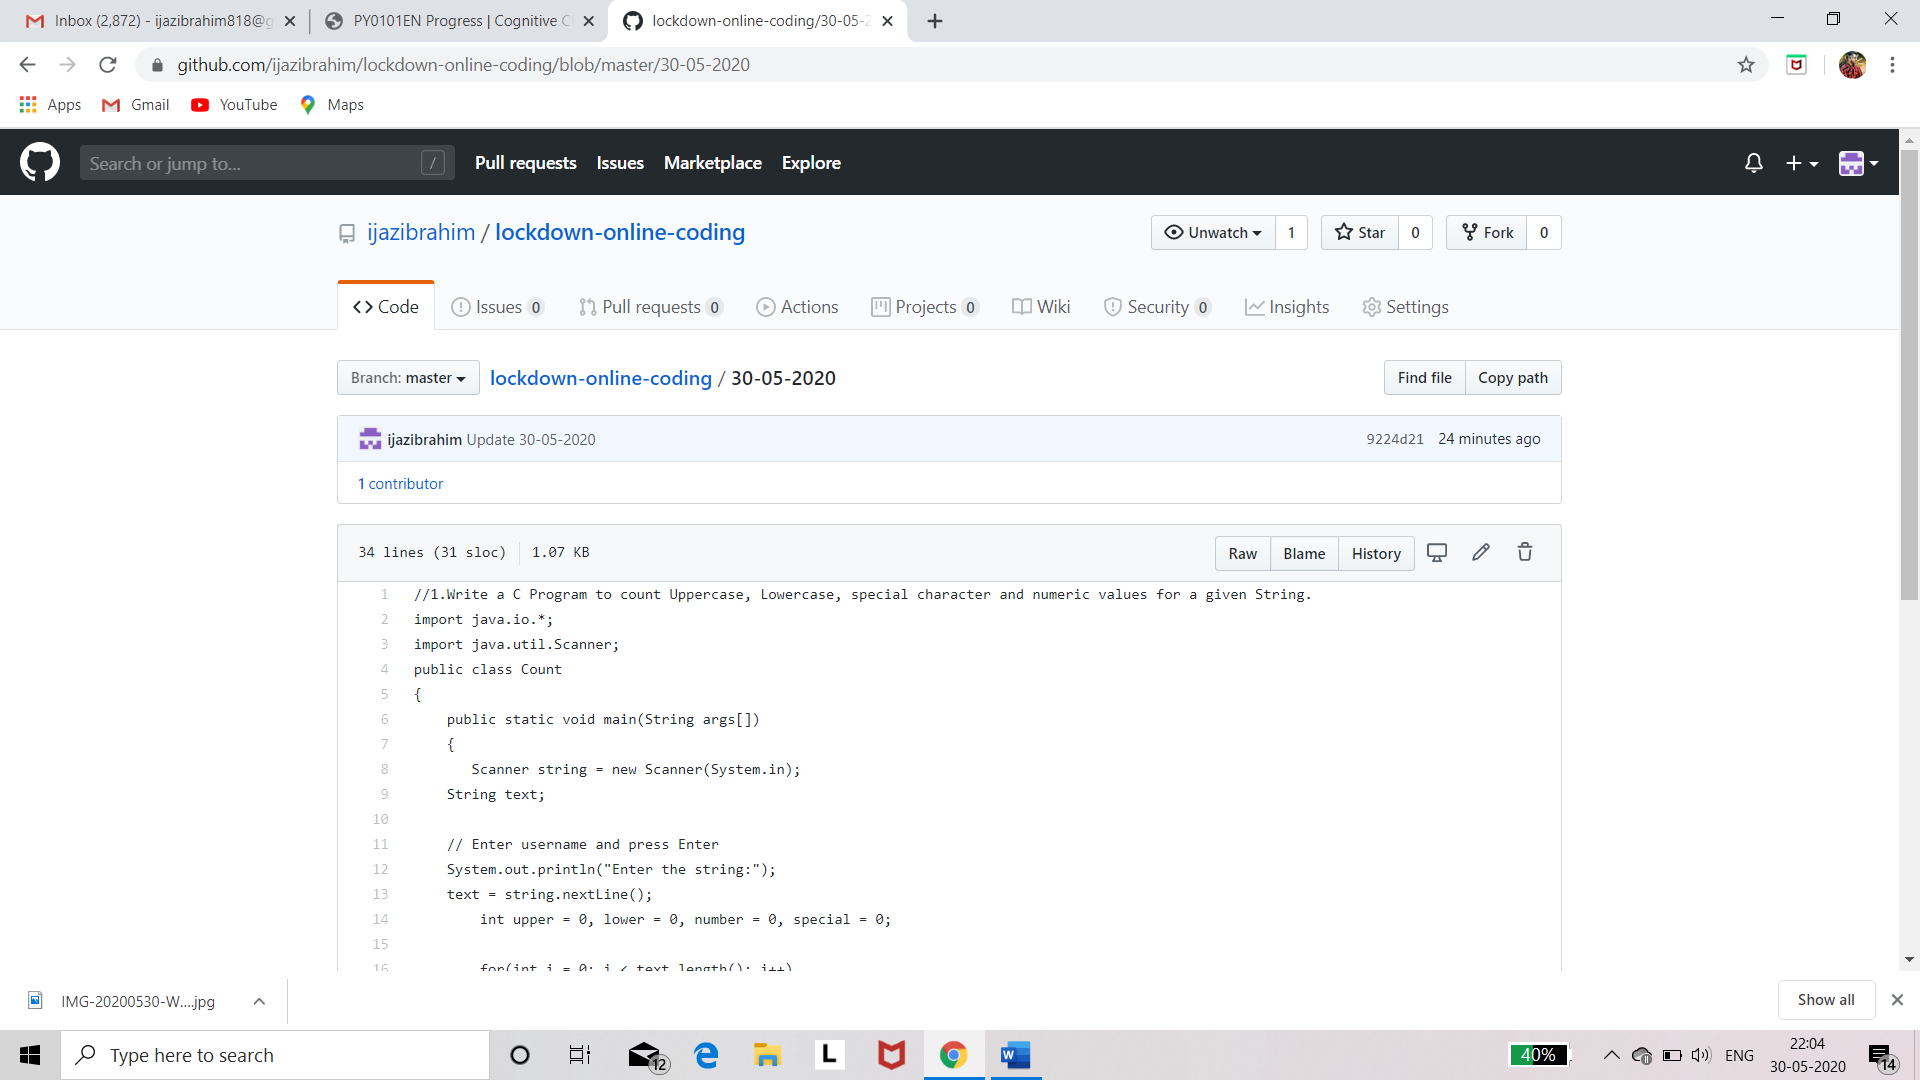 Inbox (2,872) - ijazibrahim818@g
PY0101EN Progress | Cognitive C
lockdown-online-coding/30-05-2
github.com/ijazibrahim/lockdown-online-coding/blob/master/30-05-2020
Apps Gmail YouTube Maps
Search or jump to... / Pull requests Issues Marketplace Explore
ijazibrahim / lockdown-online-coding
Unwatch 1 Star 0 Fork 0
Code Issues 0 Pull requests 0 Actions Projects 0 Wiki Security 0 Insights Settings
Branch: master lockdown-online-coding / 30-05-2020 Find file Copy path
ijazibrahim Update 30-05-2020 9224d21 24 minutes ago
1 contributor
34 lines (31 sloc) 1.07 KB Raw Blame History
1 //1.Write a C Program to count Uppercase, Lowercase, special character and numeric values for a given String.
2 import java.io.*;
3 import java.util.Scanner;
4 public class Count
5 {
6 public static void main(String args[])
7 {
8 Scanner string = new Scanner(System.in);
9 String text;
10
11 // Enter username and press Enter
12 System.out.println("Enter the string:");
13 text = string.nextLine();
14 int upper = 0, lower = 0, number = 0, special = 0;
15
16 for(int i = 0; i < text.length(); i++)
IMG-20200530-W....jpg Show all
Type here to search L W 12 40% ENG 22:04
30-05-2020 14